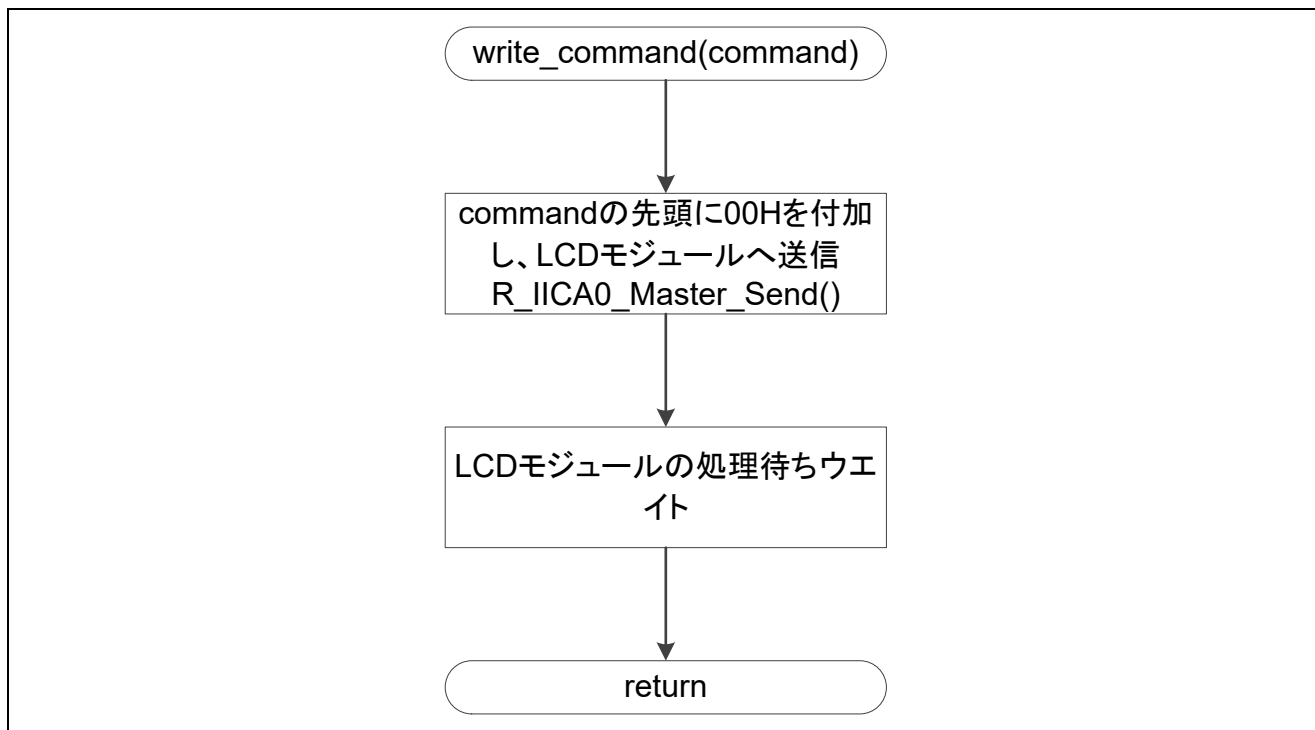 write_command(command)
commandの先頭に00Hを付加
し、LCDモジュールへ送信
R_IICA0_Master_Send()
LCDモジュールの処理待ちウエ
イト
return